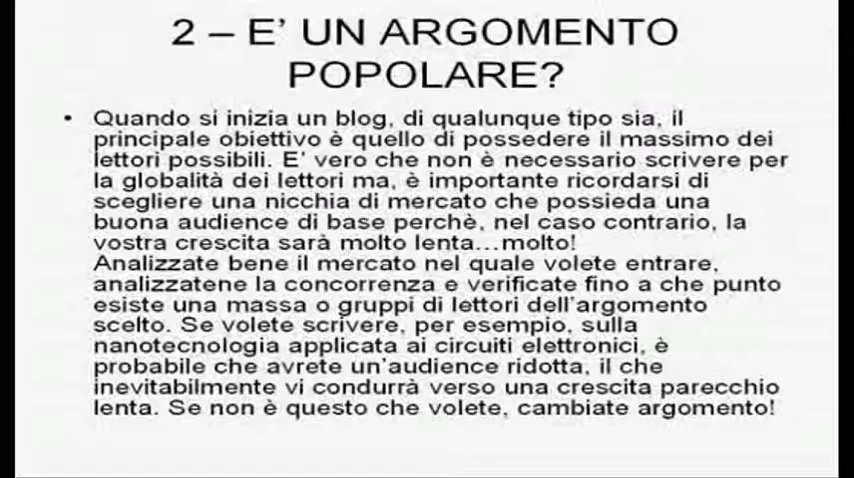 2 – E' UN ARGOMENTO
POPOLARE?
• Quando si inizia un blog, di qualunque tipo sia, il
principale obiettivo è quello di possedere il massimo dei
lettori possibili. E' vero che non è necessario scrivere per
la globalità dei lettori ma, è importante ricordarsi di
scegliere una nicchia di mercato che possieda una
buona audience di base perchè, nel caso contrario, la
vostra crescita sarà molto lenta...molto!
Analizzate bene il mercato nel quale volete entrare,
analizzatene la concorrenza e verificate fino a che punto
esiste una massa o gruppi di lettori dell'argomento
scelto. Se volete scrivere, per esempio, sulla
nanotecnologia applicata ai circuiti elettronici, è
probabile che avrete un'audience ridotta, il che
inevitabilmente vi condurrà verso una crescita parecchio
lenta. Se non è questo che volete, cambiate argomento!